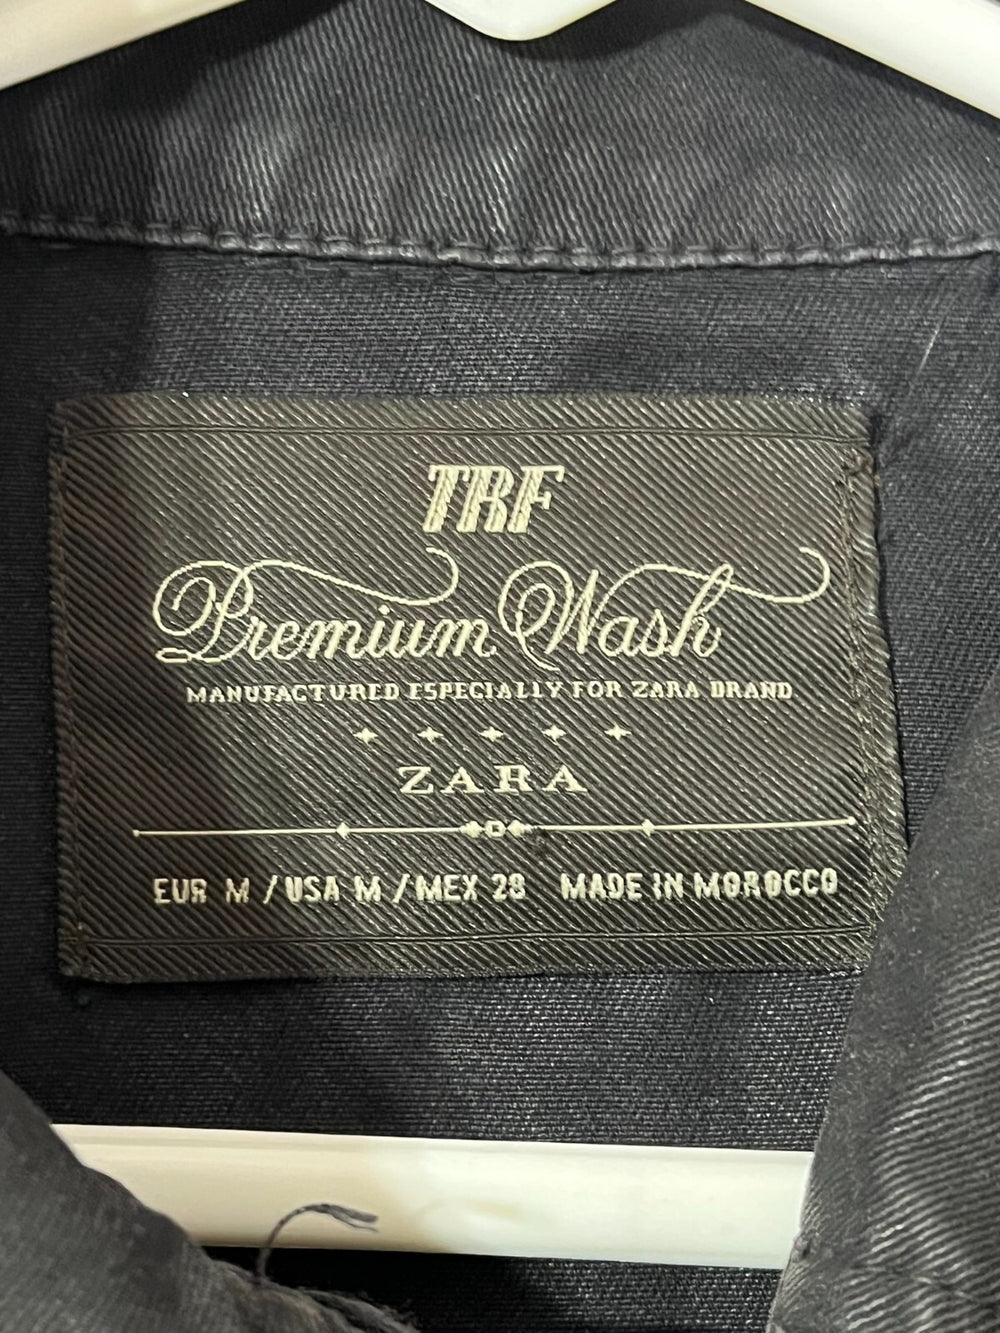 TRF
Premium Wash
MANUFACTURED ESPECIALLY FOR ZARA BRAND
ZARA
EUR M / USA M / MEX 28 MADE IN MOROCCO